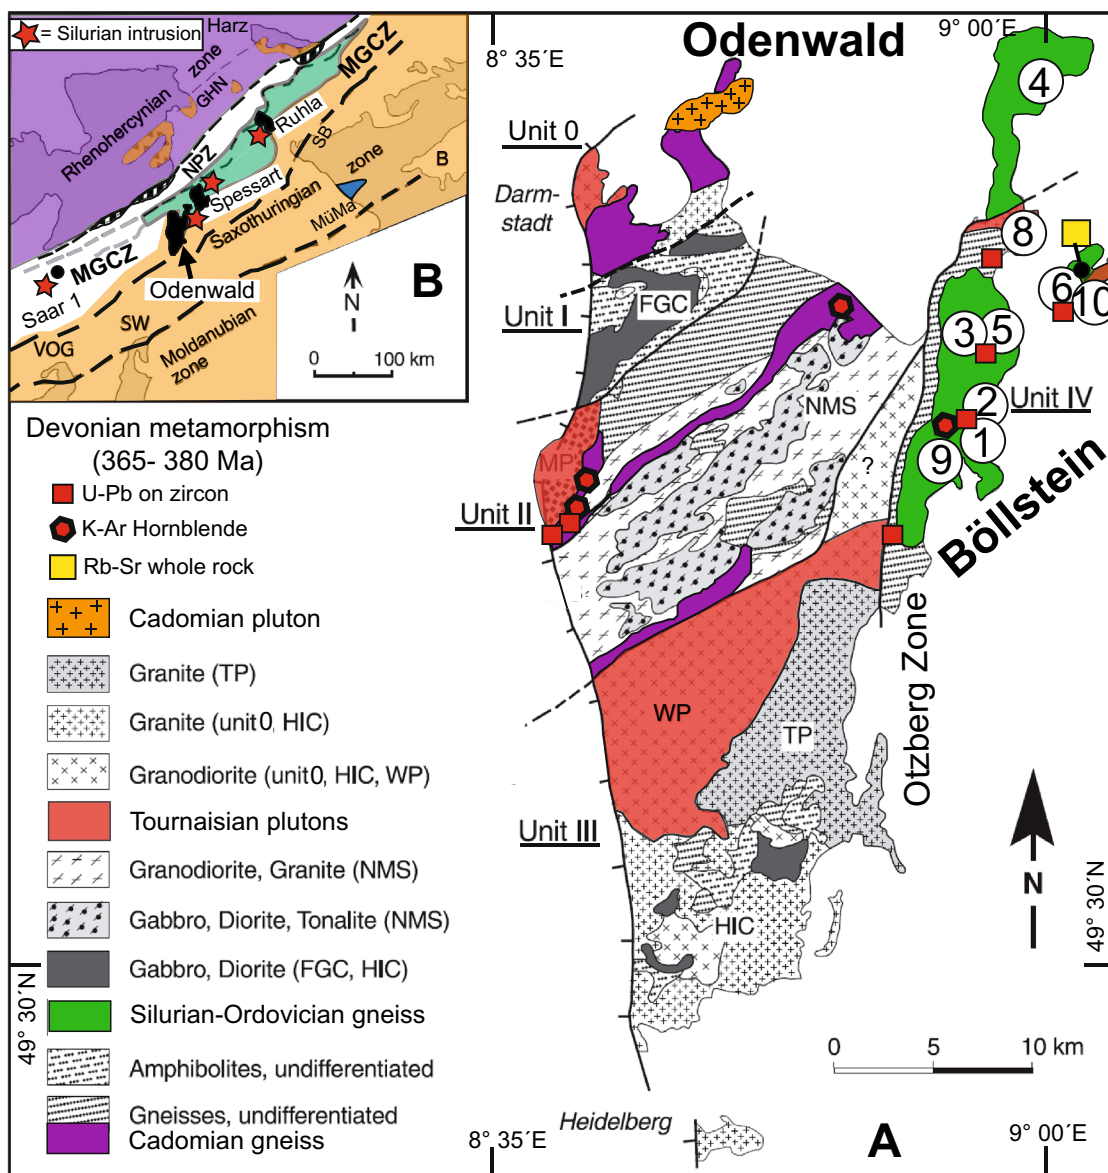 = Silurian intrusion
Harz
zone
GHN
Rhenohercynian
MGCZ
Ruhla
NPZ
SB
zone
B
Spessart
Saxothuringian
MüMa
MGCZ
Odenwald
N
B
Saar 1
SW
VOG
Moldanubian
zone
0 100 km
Devonian metamorphism
(365- 380 Ma)
U-Pb on zircon
K-Ar Hornblende
Rb-Sr whole rock
Cadomian pluton
Granite (TP)
Granite (unit0, HIC)
Granodiorite (unit0, HIC, WP)
Tournaisian plutons
Granodiorite, Granite (NMS)
Gabbro, Diorite, Tonalite (NMS)
Gabbro, Diorite (FGC, HIC)
Silurian-Ordovician gneiss
Amphibolites, undifferentiated
Gneisses, undifferentiated
Cadomian gneiss
49° 30´N
8° 35´E
Odenwald
9° 00´E
4
Unit 0
Darm-
stadt
8
6
10
FGC
Unit I
3 5
NMS
2
Unit IV
1
9
?
MP
Unit II
Böllstein
Otzberg Zone
WP
TP
Unit III
HIC
N
49° 30´N
0 5 10 km
Heidelberg
A
8° 35´E
9° 00´E